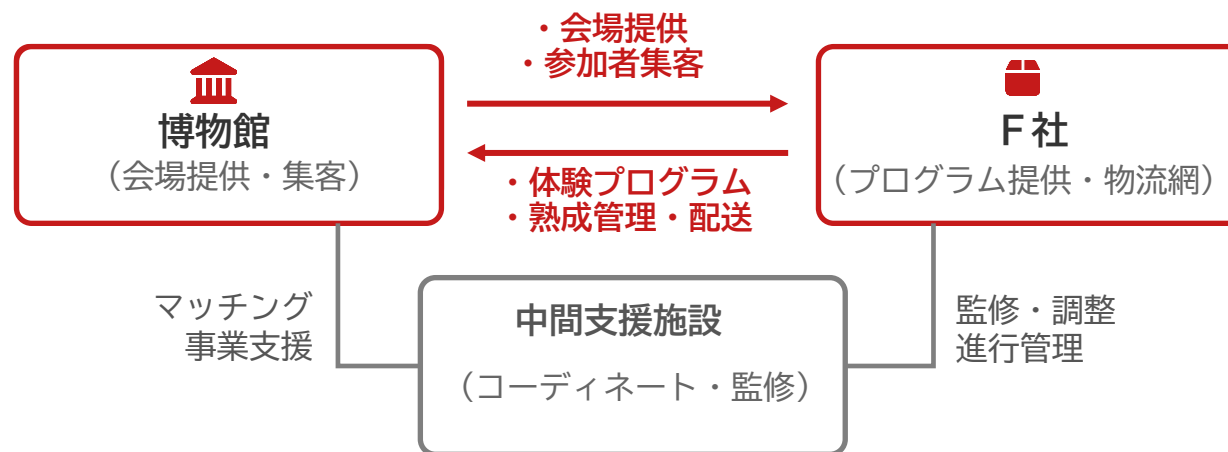 ・会場提供
・参加者集客
博物館
（会場提供・集客）
Ｆ社
（プログラム提供・物流網）
・体験プログラム
・熟成管理・配送
マッチング
事業支援
中間支援施設
（コーディネート・監修）
監修・調整
進行管理